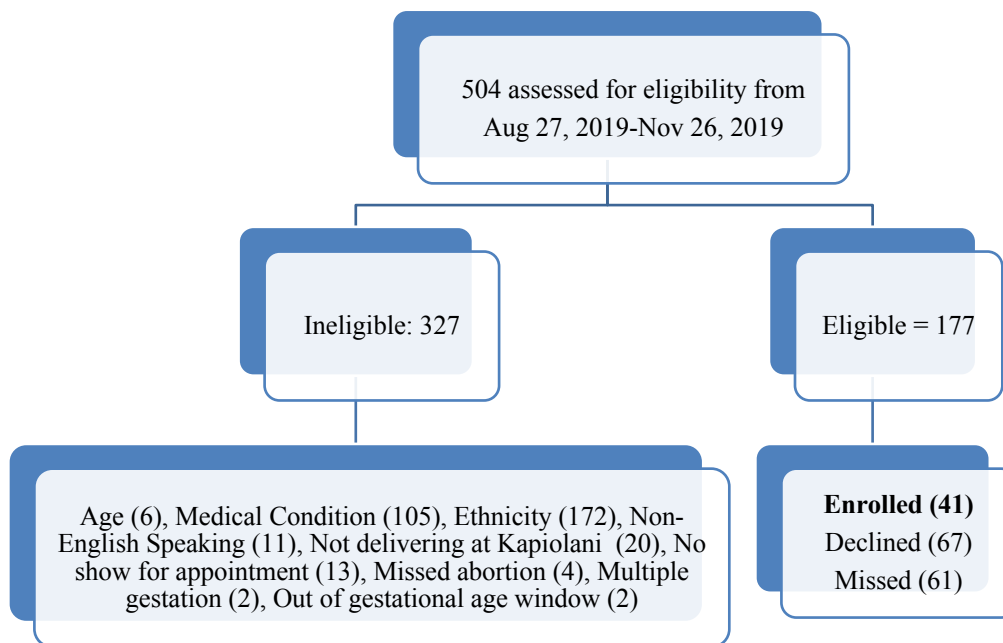 504 assessed for eligibility from
Aug 27, 2019-Nov 26, 2019
Ineligible: 327
Eligible = 177
Age (6), Medical Condition (105), Ethnicity (172), Non-
English Speaking (11), Not delivering at Kapiolani (20), No
show for appointment (13), Missed abortion (4), Multiple
gestation (2), Out of gestational age window (2)
Enrolled (41)
Declined (67)
Missed (61)